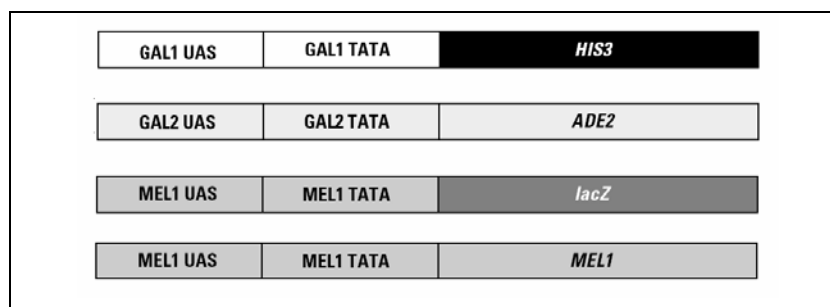 GAL1 UAS GAL1 TATA HIS3
GAL2 UAS GAL2 TATA ADE2
MEL1 UAS MEL1 TATA lacZ
MEL1 UAS MEL1 TATA MEL1